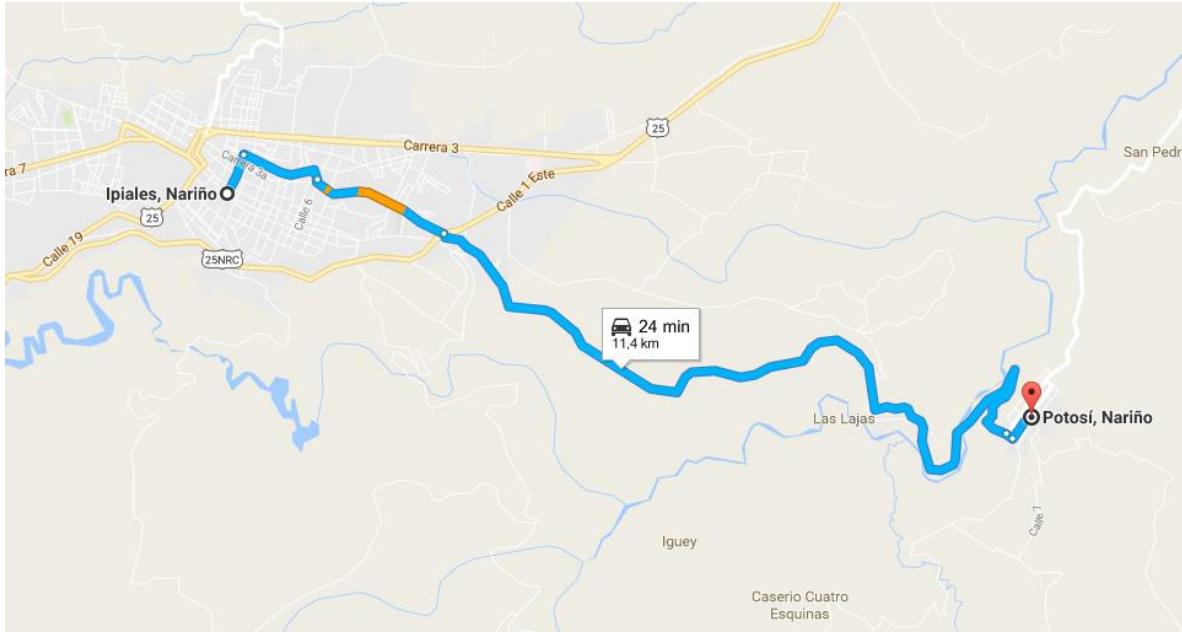 25
Carrera 3
San Pedr
ra 7
Carrera 3a
Ipiales, Nariño
Calle 1 Este
Calle 6
25
Calle 19
25NRC
24 min
11,4 km
Las Lajas
Potosí, Nariño
Calle 7
Iguey
Caserio Cuatro
Esquinas